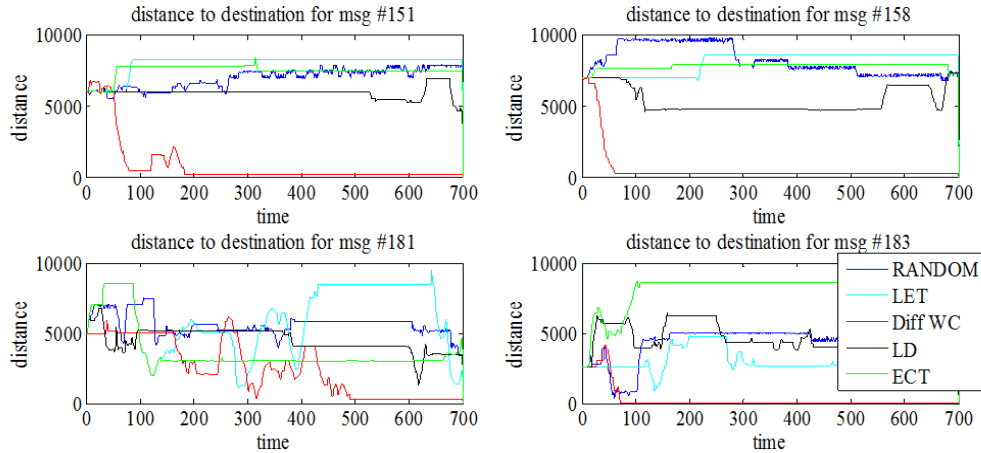 distance to destination for msg #151
10000
5000
0
distance
0 100 200 300 400 500 600 700
time
distance to destination for msg #158
10000
5000
0
distance
0 100 200 300 400 500 600 700
time
distance to destination for msg #181
10000
5000
0
distance
0 100 200 300 400 500 600 700
time
distance to destination for msg #183
10000
5000
0
distance
0 100 200 300 400 500 600 700
time
RANDOM
LET
Diff WC
LD
ECT